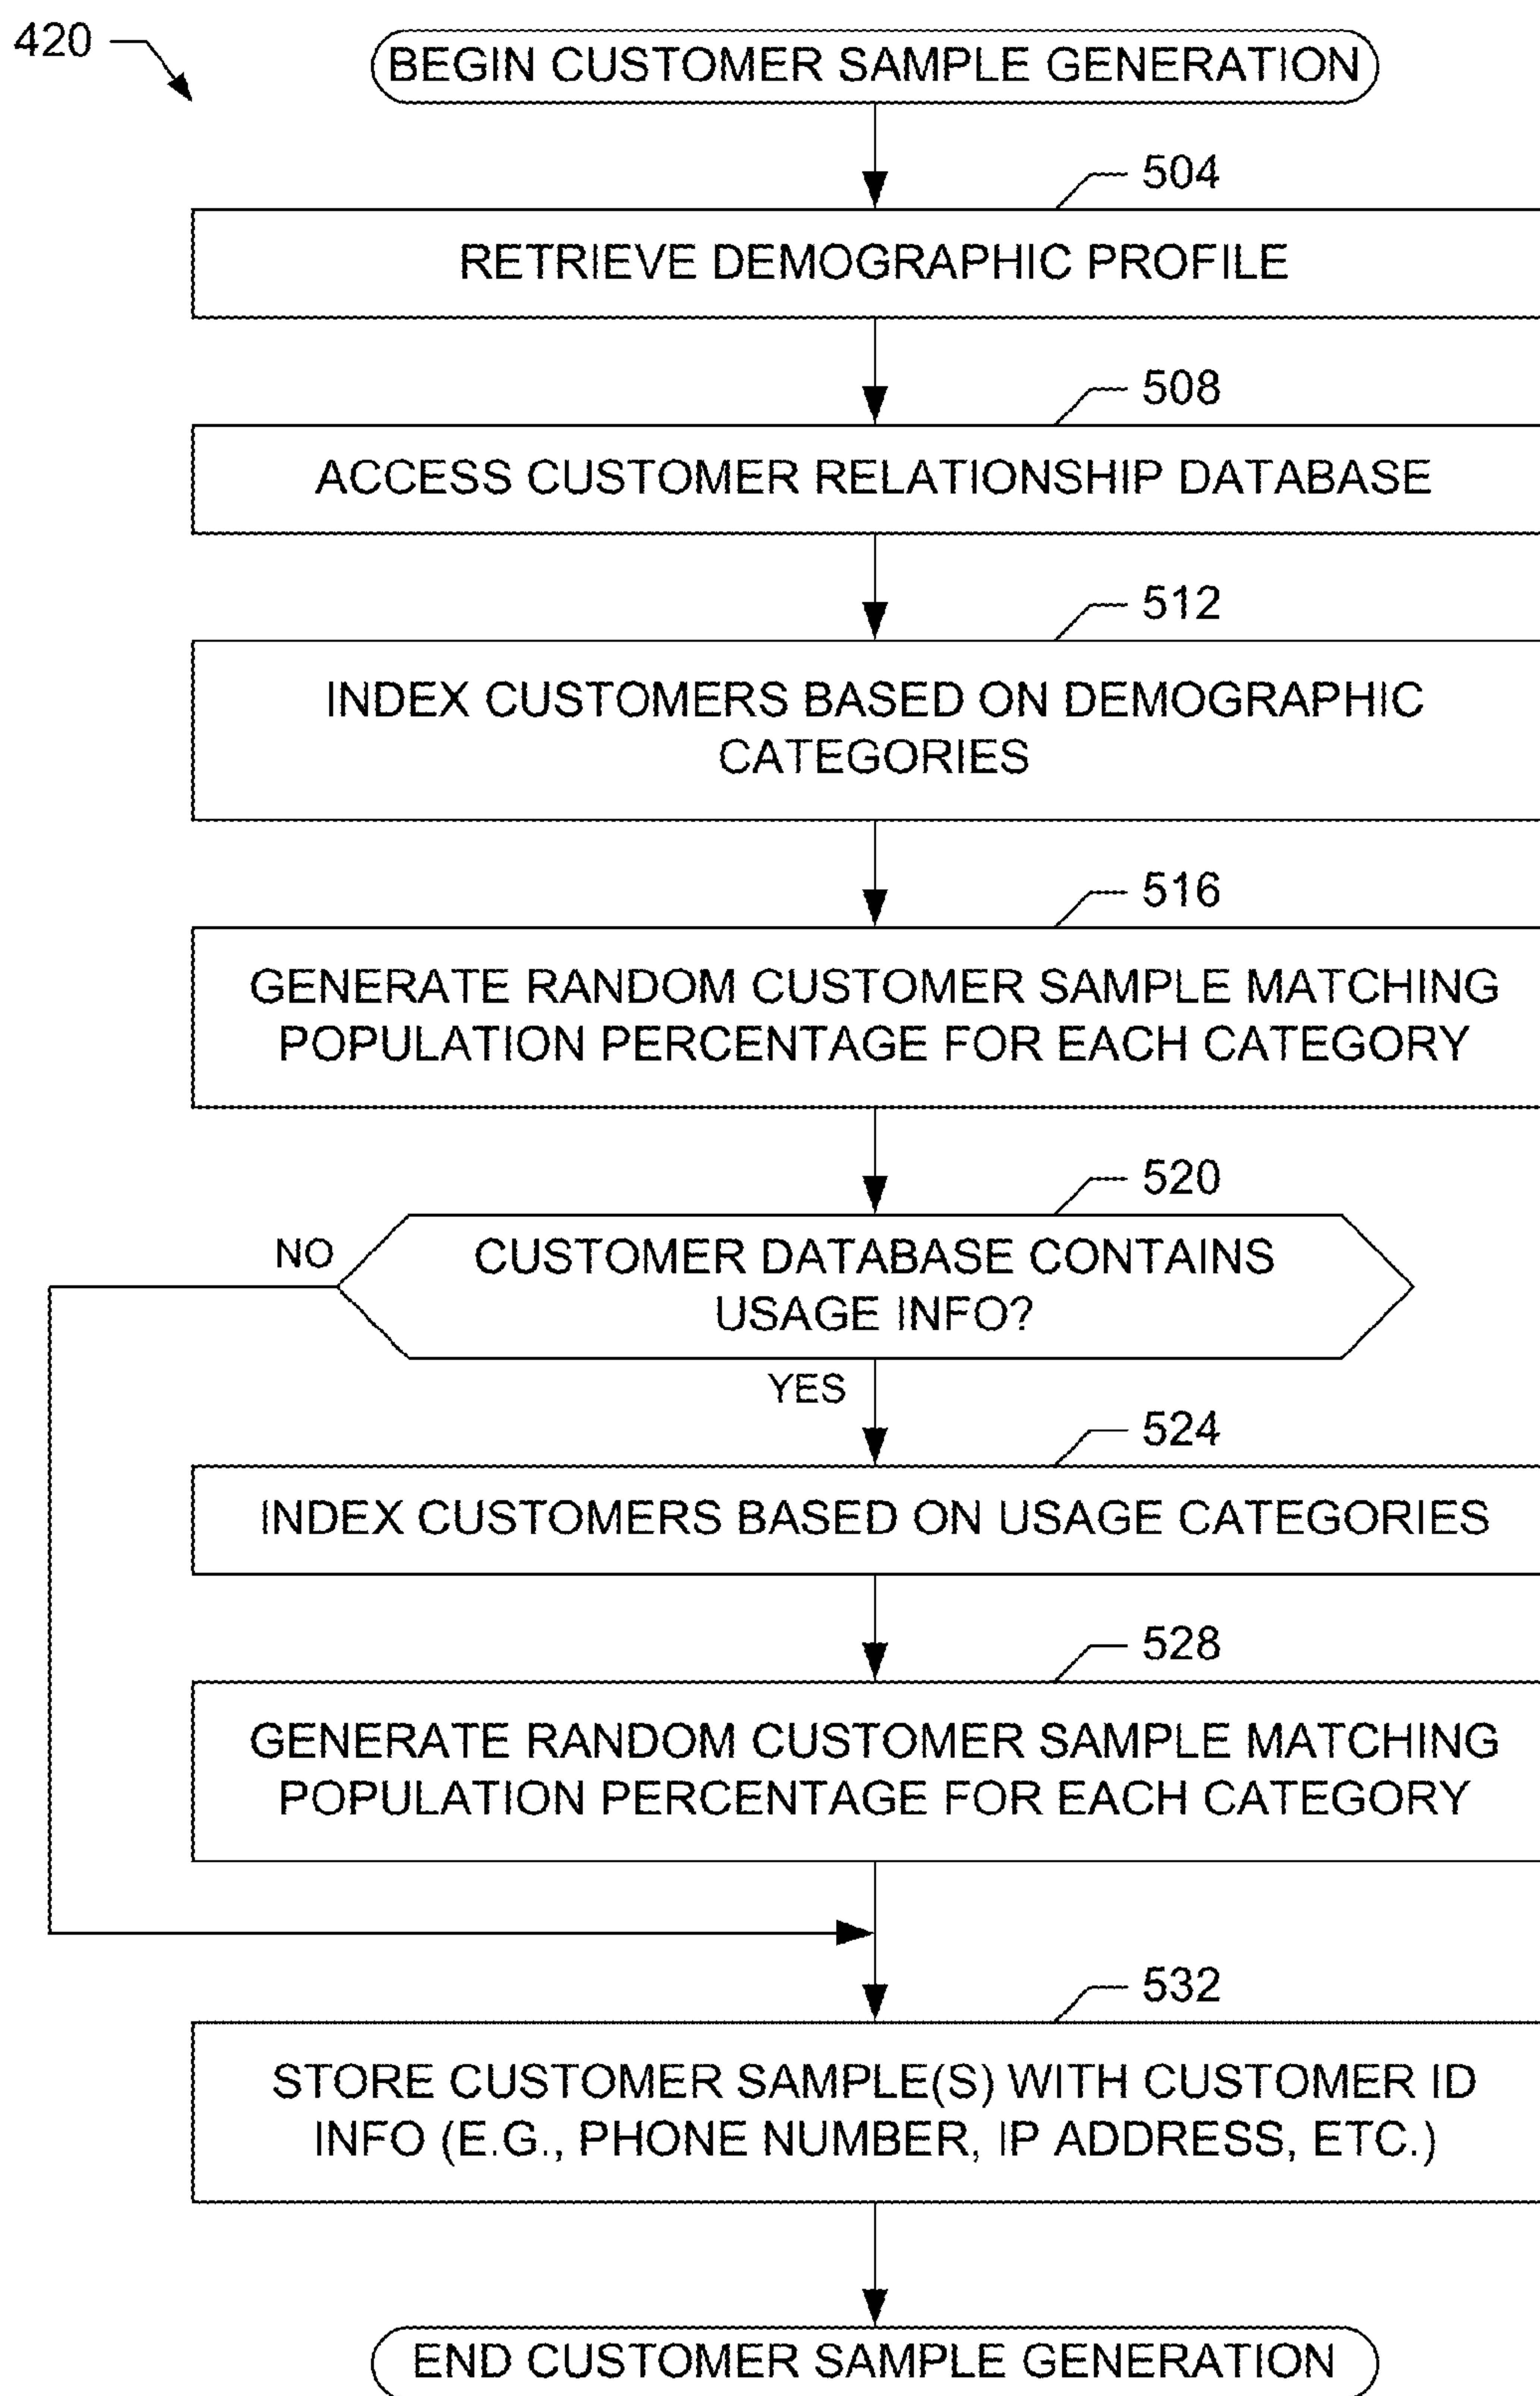 420
BEGIN CUSTOMER SAMPLE GENERATION
504
RETRIEVE DEMOGRAPHIC PROFILE
508
ACCESS CUSTOMER RELATIONSHIP DATABASE
512
INDEX CUSTOMERS BASED ON DEMOGRAPHIC
CATEGORIES
516
GENERATE RANDOM CUSTOMER SAMPLE MATCHING
POPULATION PERCENTAGE FOR EACH CATEGORY
520
NO
CUSTOMER DATABASE CONTAINS
USAGE INFO?
YES
524
INDEX CUSTOMERS BASED ON USAGE CATEGORIES
528
GENERATE RANDOM CUSTOMER SAMPLE MATCHING
POPULATION PERCENTAGE FOR EACH CATEGORY
532
STORE CUSTOMER SAMPLE(S) WITH CUSTOMER ID
INFO (E.G., PHONE NUMBER, IP ADDRESS, ETC.)
END CUSTOMER SAMPLE GENERATION